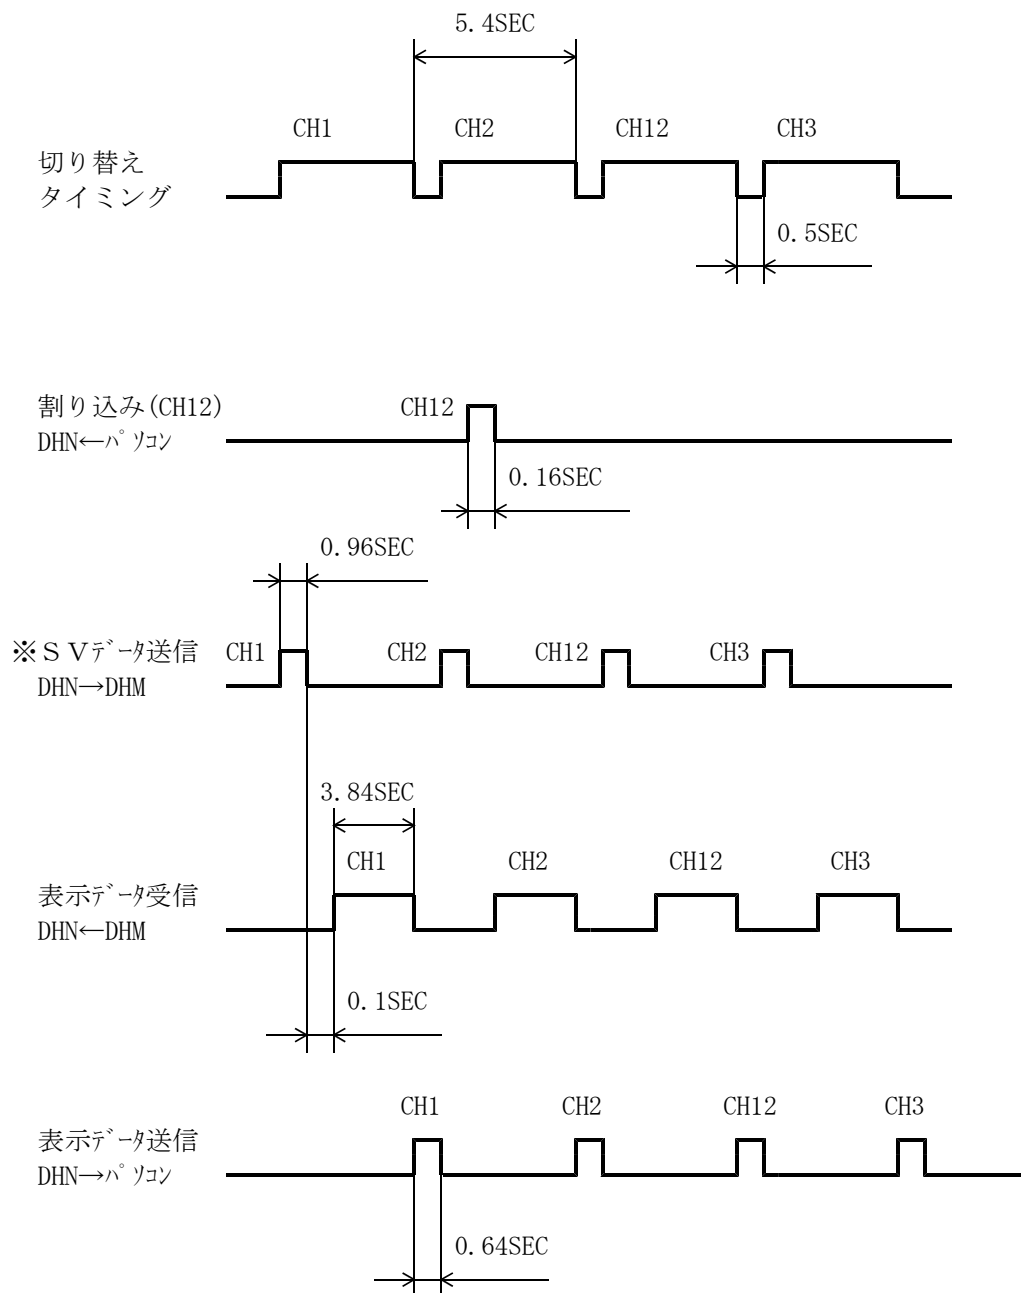 5.4SEC
CH1 CH2 CH12 CH3
切り替え
タイミング
0.5SEC
割り込み(CH12) CH12
DHN←ﾊﾟｿｺﾝ
0.16SEC
0.96SEC
※ＳＶﾃﾞｰﾀ送信 CH1 CH2 CH12 CH3
DHN→DHM
3.84SEC
CH1 CH2 CH12 CH3
表示ﾃﾞｰﾀ受信
DHN←DHM
0.1SEC
CH1 CH2 CH12 CH3
表示ﾃﾞｰﾀ送信
DHN→ﾊﾟｿｺﾝ
0.64SEC